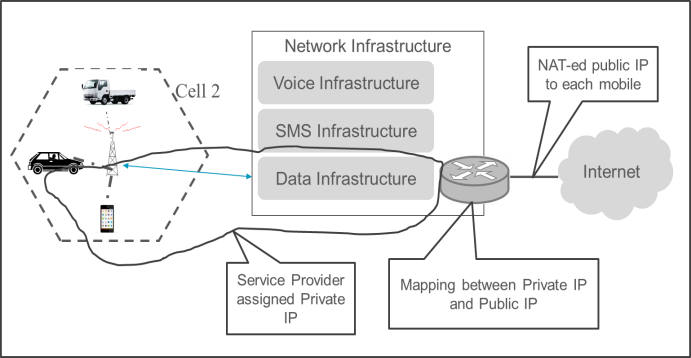 Network Infrastructure
Voice Infrastructure
SMS Infrastructure
Data Infrastructure
Cell 2
NAT-ed public IP
to each mobile
Internet
Service Provider
assigned Private
IP
Mapping between Private IP
and Public IP